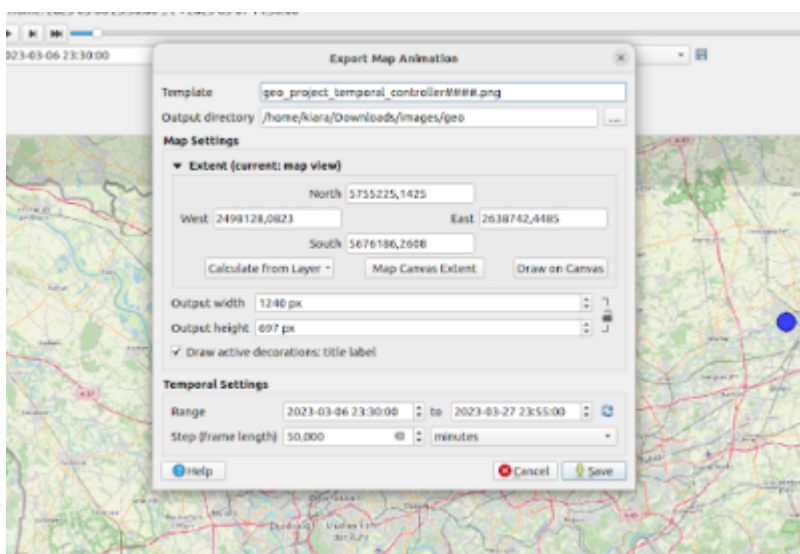 2023-03-06 23:30:00
Export Map Animation
Template geo_project_temporal_controller####.png
Output directory /home/kiara/Downloads/images/geo ...
Map Settings
Extent (current: map view)
North 5755225,1425
West 2498128,0823 East 2638742,4485
South 5676186,2608
Calculate from Layer Map Canvas Extent Draw on Canvas
Output width 1240 px
Output height 697 px
Draw active decorations: title label
Temporal Settings
Range 2023-03-06 23:30:00 to 2023-03-27 23:55:00
Step (frame length) 50,000 minutes
Help Cancel Save